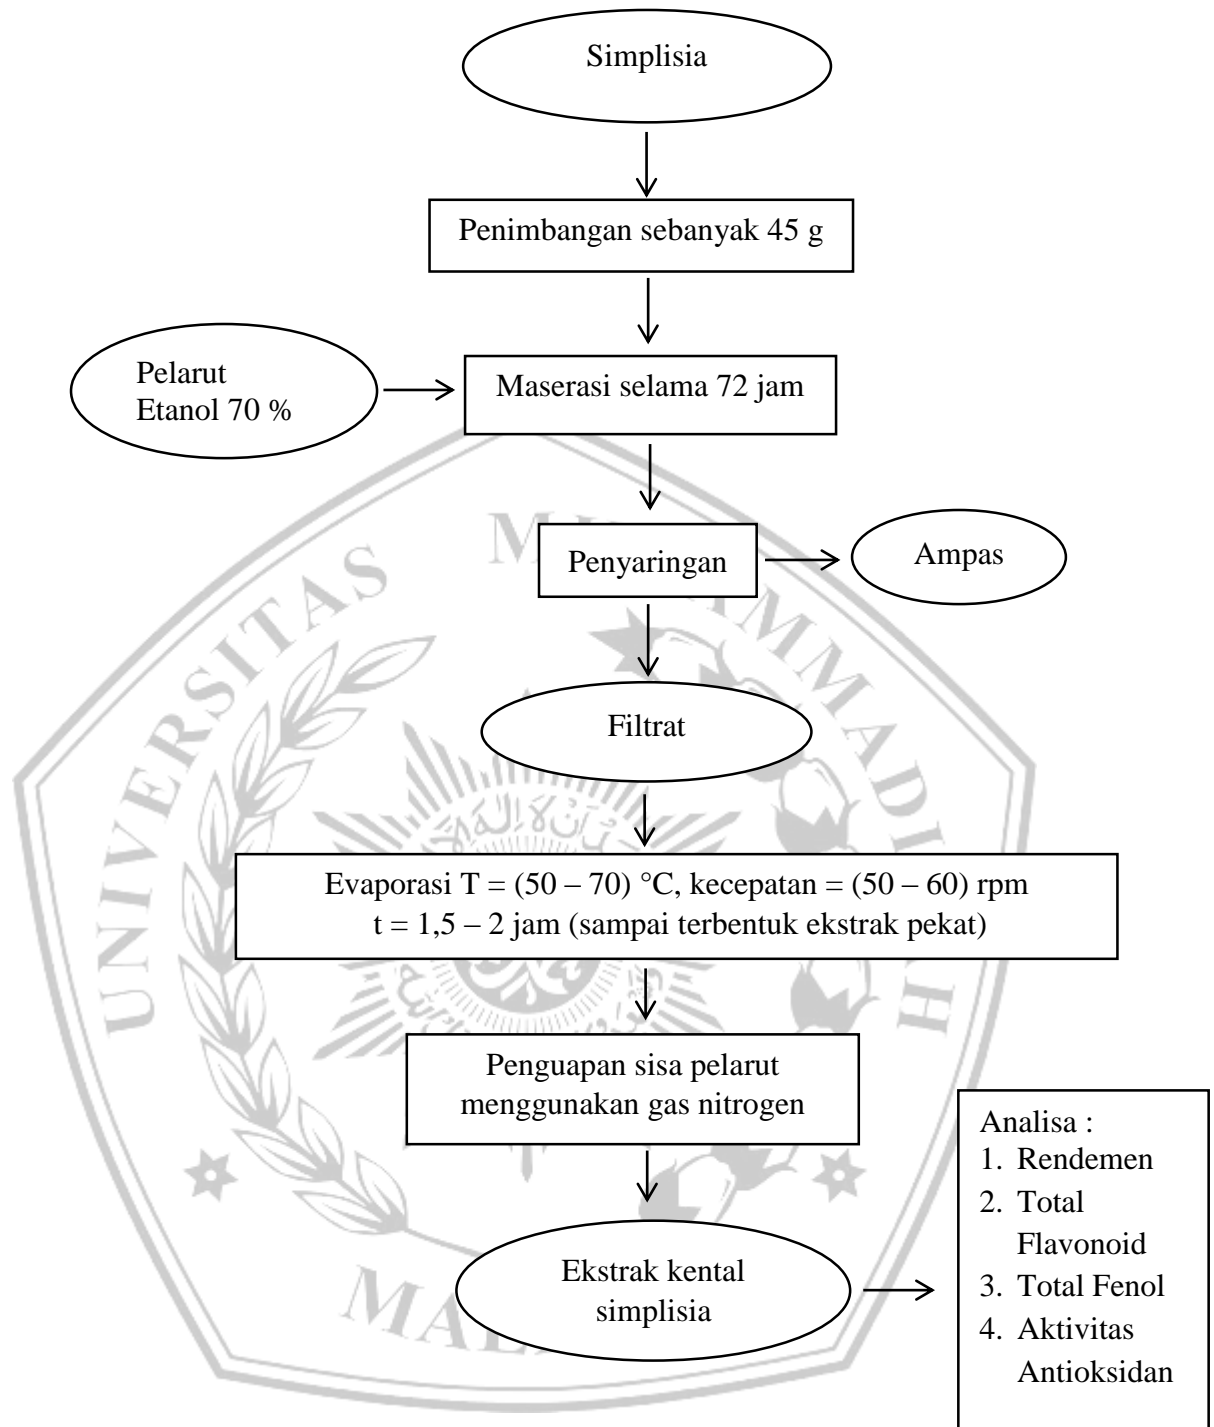 Simplisia
Penimbangan sebanyak 45 g
Pelarut
Etanol 70 %
Maserasi selama 72 jam
Penyaringan
Ampas
Filtrat
Evaporasi T = (50 – 70) °C, kecepatan = (50 – 60) rpm
t = 1,5 – 2 jam (sampai terbentuk ekstrak pekat)
Penguapan sisa pelarut
menggunakan gas nitrogen
Ekstrak kental
simplisia
Analisa :
1. Rendemen
2. Total
Flavonoid
3. Total Fenol
4. Aktivitas
Antioksidan
UNIVERSITAS